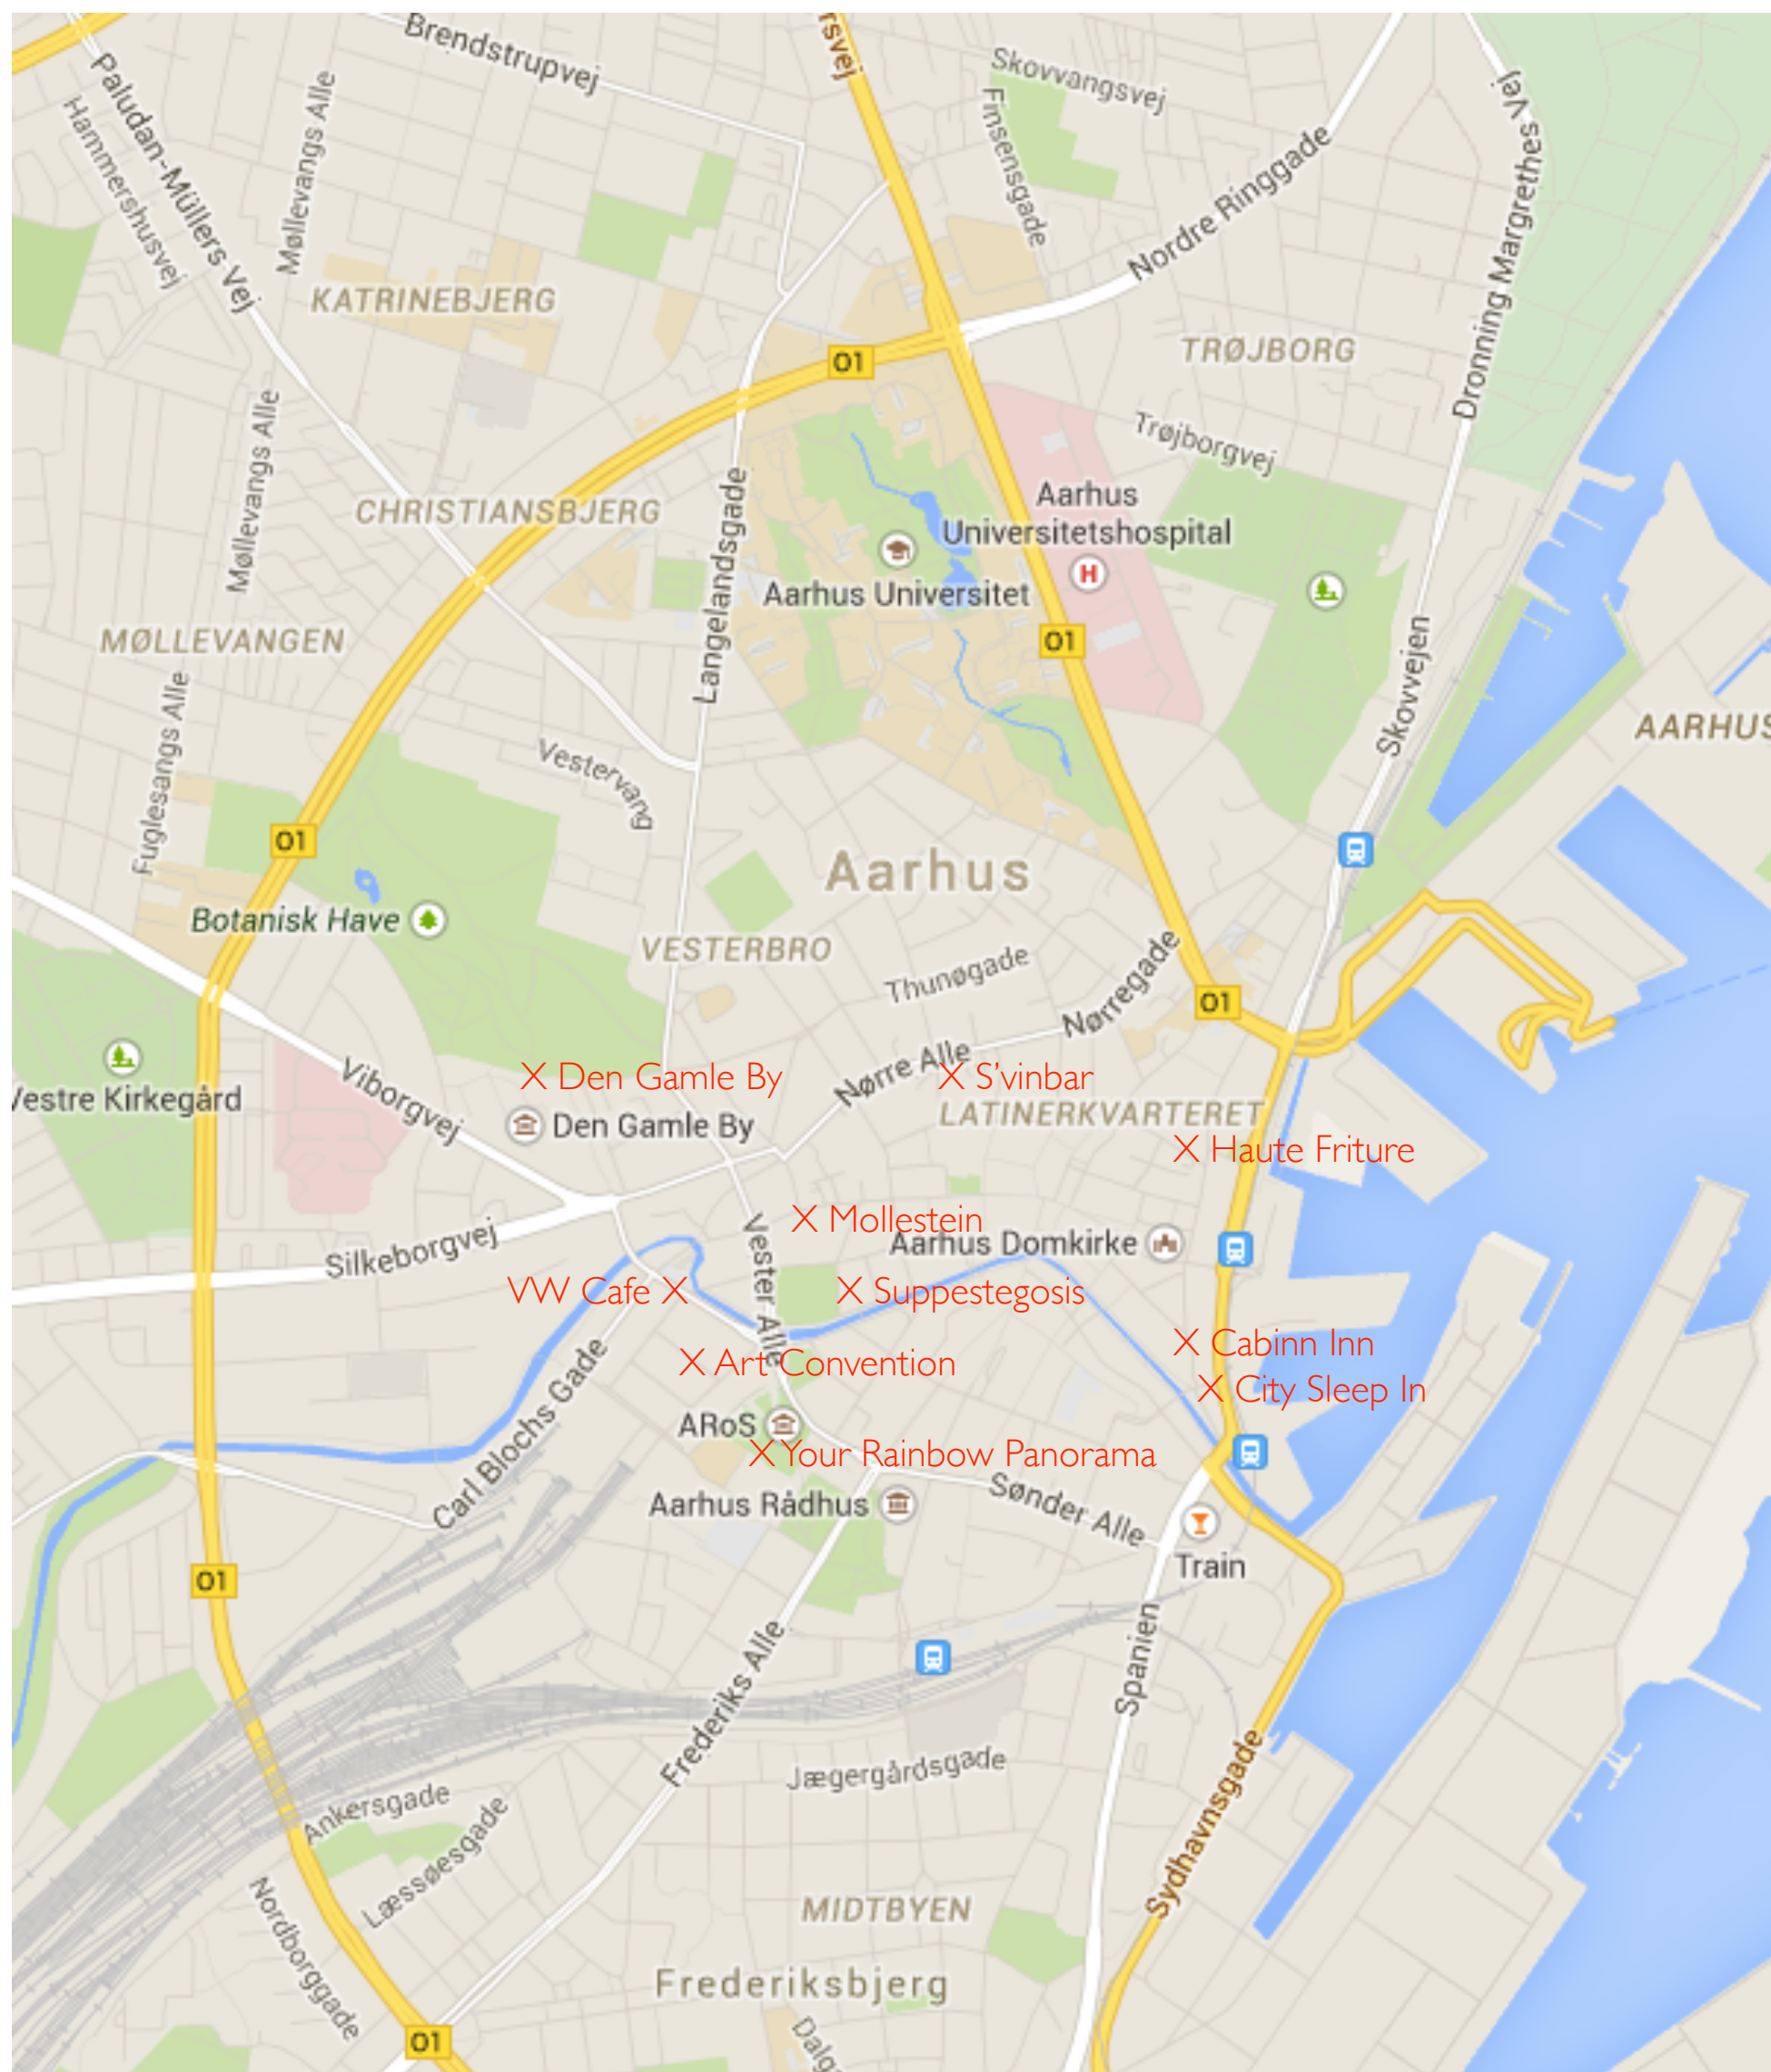 Brendstrupvej
rsvej
Skovvangsvej
Paludan-Müllers Vej
Hammershusvej
Møllevangs Alle
Finsensgade
Nordre Ringgade
Dronning Margrethes Vej
KATRINEBJERG
TRØJBORG
01
Møllevangs Alle
Trøjborgvej
CHRISTIANSBJERG
Langelandsgade
Aarhus
Universitetshospital
H
Aarhus Universitet
01
MØLLEVANGEN
Skovvejen
Fuglesangs Alle
Vestervang
AARHUS
01
Aarhus
Botanisk Have
VESTERBRO
Thunøgade
Nørregade
01
Vestre Kirkegård
Viborgvej
X Den Gamle By
Nørre Alle
X S'vinbar
Den Gamle By
LATINERKVARTERET
X Haute Friture
Silkeborgvej
Vester Alle
X Mollestein
Aarhus Domkirke
VW Cafe X
X Suppestegosis
X Cabinn Inn
X Art Convention
X City Sleep In
Carl Blochs Gade
ARoS
X Your Rainbow Panorama
Aarhus Rådhus
Sønder Alle
Train
01
Frederiks Alle
Spanien
Jægergårdsgade
Sydhavnsgade
Ankersgade
Læssøesgade
Nordborggade
MIDTBYEN
Frederiksbjerg
01
Dalg